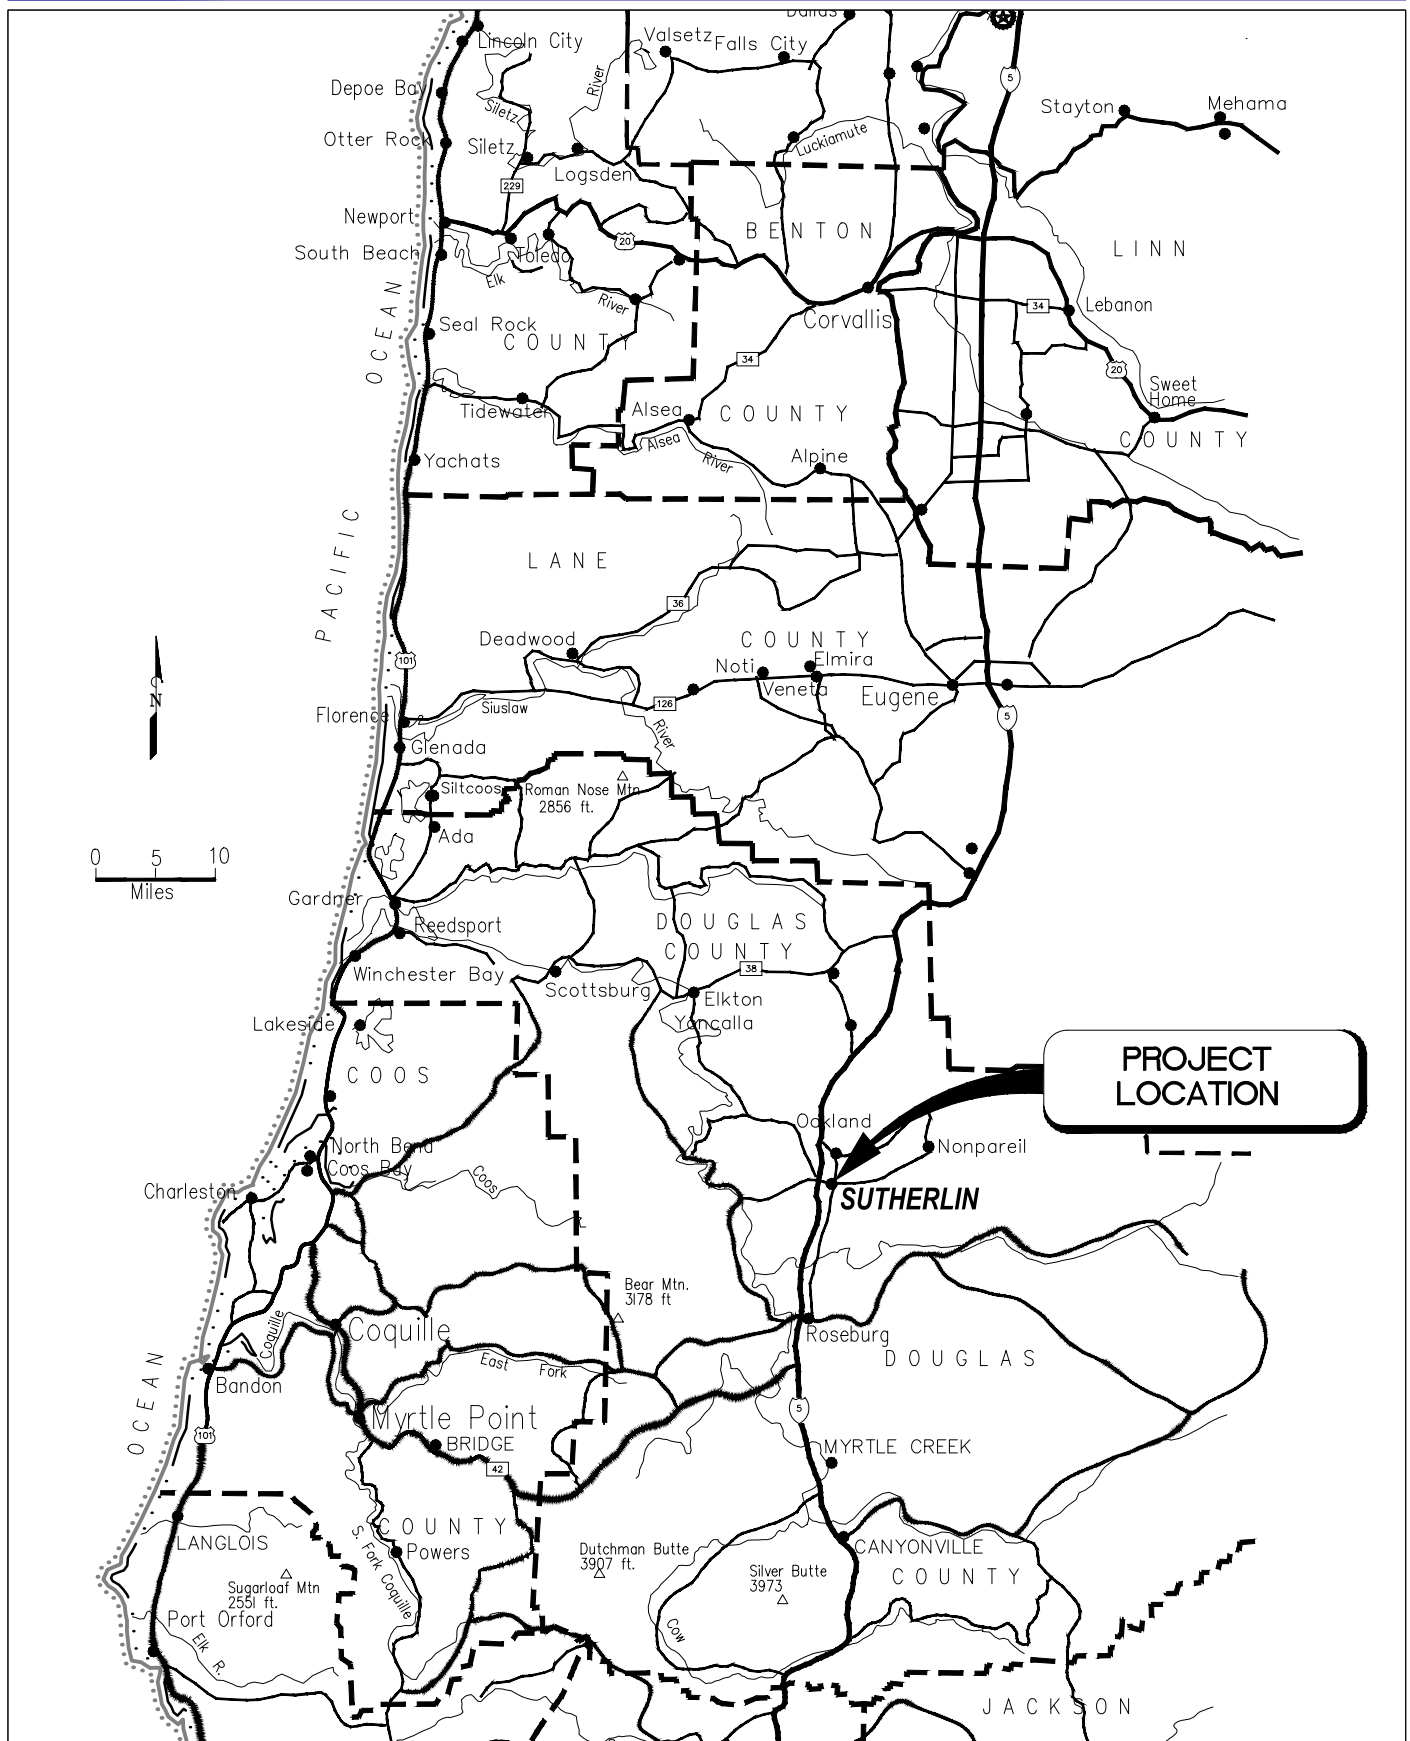 Dallas
Lincoln City
Valsetz
Falls City
River
5
Depoe Bay
Siletz
Stayton
Mehama
Otter Rock
Siletz
Luckiamute
Logsden
229
Newport
BENTON
LINN
20
South Beach
Toledo
Elk
River
OCEAN
34
Lebanon
Corvallis
Seal Rock
COUNTY
34
20
Sweet
Home
Tidewater
Alsea
COUNTY
COUNTY
Alsea
River
Yachats
Alpine
PACIFIC
LANE
36
COUNTY
Deadwood
101
Noti
Elmira
Veneta
Eugene
N
126
Siuslaw
Florence
5
River
Glenada
Siltcoos
Roman Nose Mtn
2856 ft.
Ada
0 5 10
Miles
Gardner
Reedsport
DOUGLAS
COUNTY
38
Winchester Bay
Scottsburg
Elkton
Lakeside
Yoncalla
COOS
PROJECT
LOCATION
Oakland
North Bend
Nonpareil
Coos Bay
Coos
Charleston
SUTHERLIN
Bear Mtn.
3178 ft
Coquille
Coquille
Roseburg
OCEAN
East Fork
DOUGLAS
Bandon
5
101
Myrtle Point
BRIDGE
MYRTLE CREEK
42
COUNTY
S. Fork Coquille
LANGLOIS
Powers
Dutchman Butte
3907 ft.
CANYONVILLE
Silver Butte
3973
COUNTY
Sugarloaf Mtn
2551 ft.
Port Orford
Elk R.
Cow
JACKSON